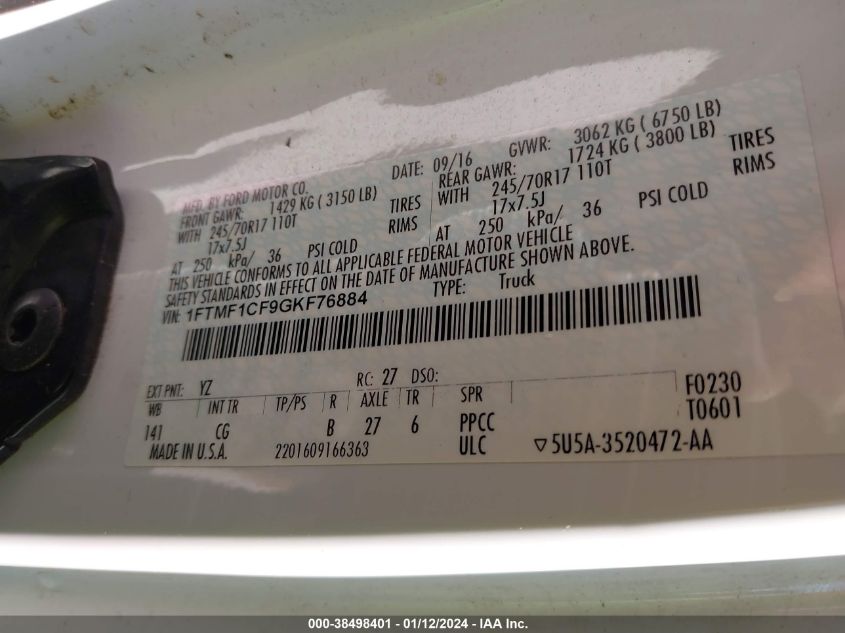 MFD. BY FORD MOTOR CO.
DATE: 09/16 GVWR: 3062 KG ( 6750 LB)
FRONT GAWR: 1429 KG ( 3150 LB)
REAR GAWR: 1724 KG ( 3800 LB)
WITH 245/70R17 110T TIRES
WITH 245/70R17 110T TIRES
17x7.5J RIMS
17x7.5J RIMS
AT 250 kPa/ 36 PSI COLD
AT 250 kPa/ 36 PSI COLD
THIS VEHICLE CONFORMS TO ALL APPLICABLE FEDERAL MOTOR VEHICLE
SAFETY STANDARDS IN EFFECT ON THE DATE OF MANUFACTURE SHOWN ABOVE.
VIN: 1FTMF1CF9GKF76884 TYPE: Truck
EXT PNT: YZ RC: 27 DSO: F0230
WB INT TR TP/PS R AXLE TR SPR T0601
141 CG B 27 6 PPCC
MADE IN U.S.A. 2201609166363 ULC ▽5U5A-3520472-AA
000-38498401 - 01/12/2024 - IAA Inc.